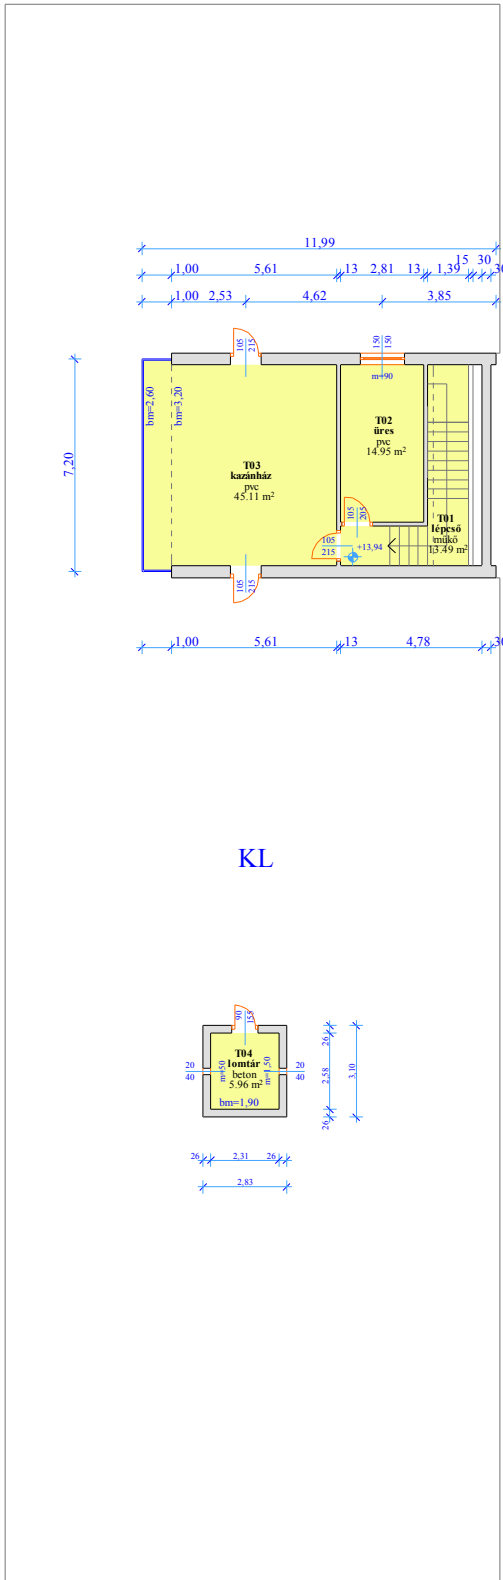 11,99
15 30
1,00 5,61 13 2,81 13 1,39 30
1,00 2,53 4,62 3,85
105
215
150
150
m=90
bm=2,60
bm=3,20
7,20
T02
üres
pvc
14.95 m²
T03
kazánház
pvc
45.11 m²
105
205
T01
lépcső
műkő
13.49 m²
105
215
+13,94
105
215
1,00 5,61 13 4,78 30
KL
90
155
T04
lomtár
beton
5.96 m²
20
40
m=50
m=1,50
20
40
bm=1,90
26
2,58
26
3,10
26 2,31 26
2,83